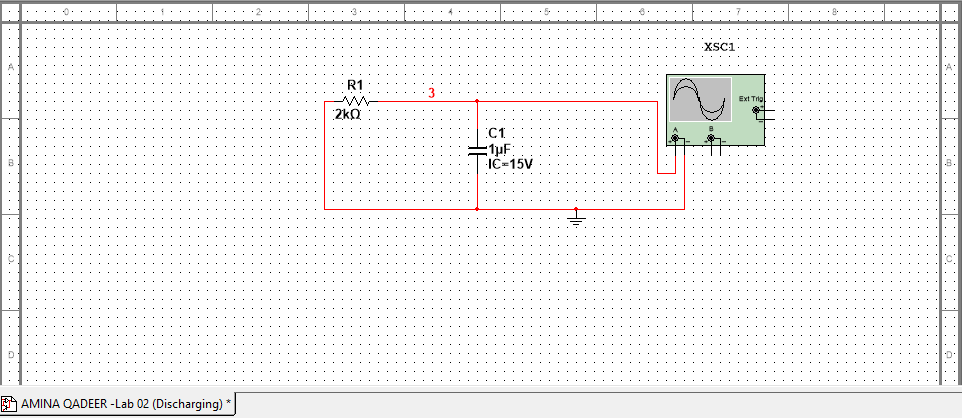 0 1 2 3 4 5 6 7 8
XSC1
A A
R1
3
Ext Trig
+
2kΩ
A B
+ - + -
C1
1µF
B B
IC=15V
C C
D D
AMINA QADEER -Lab 02 (Discharging) *